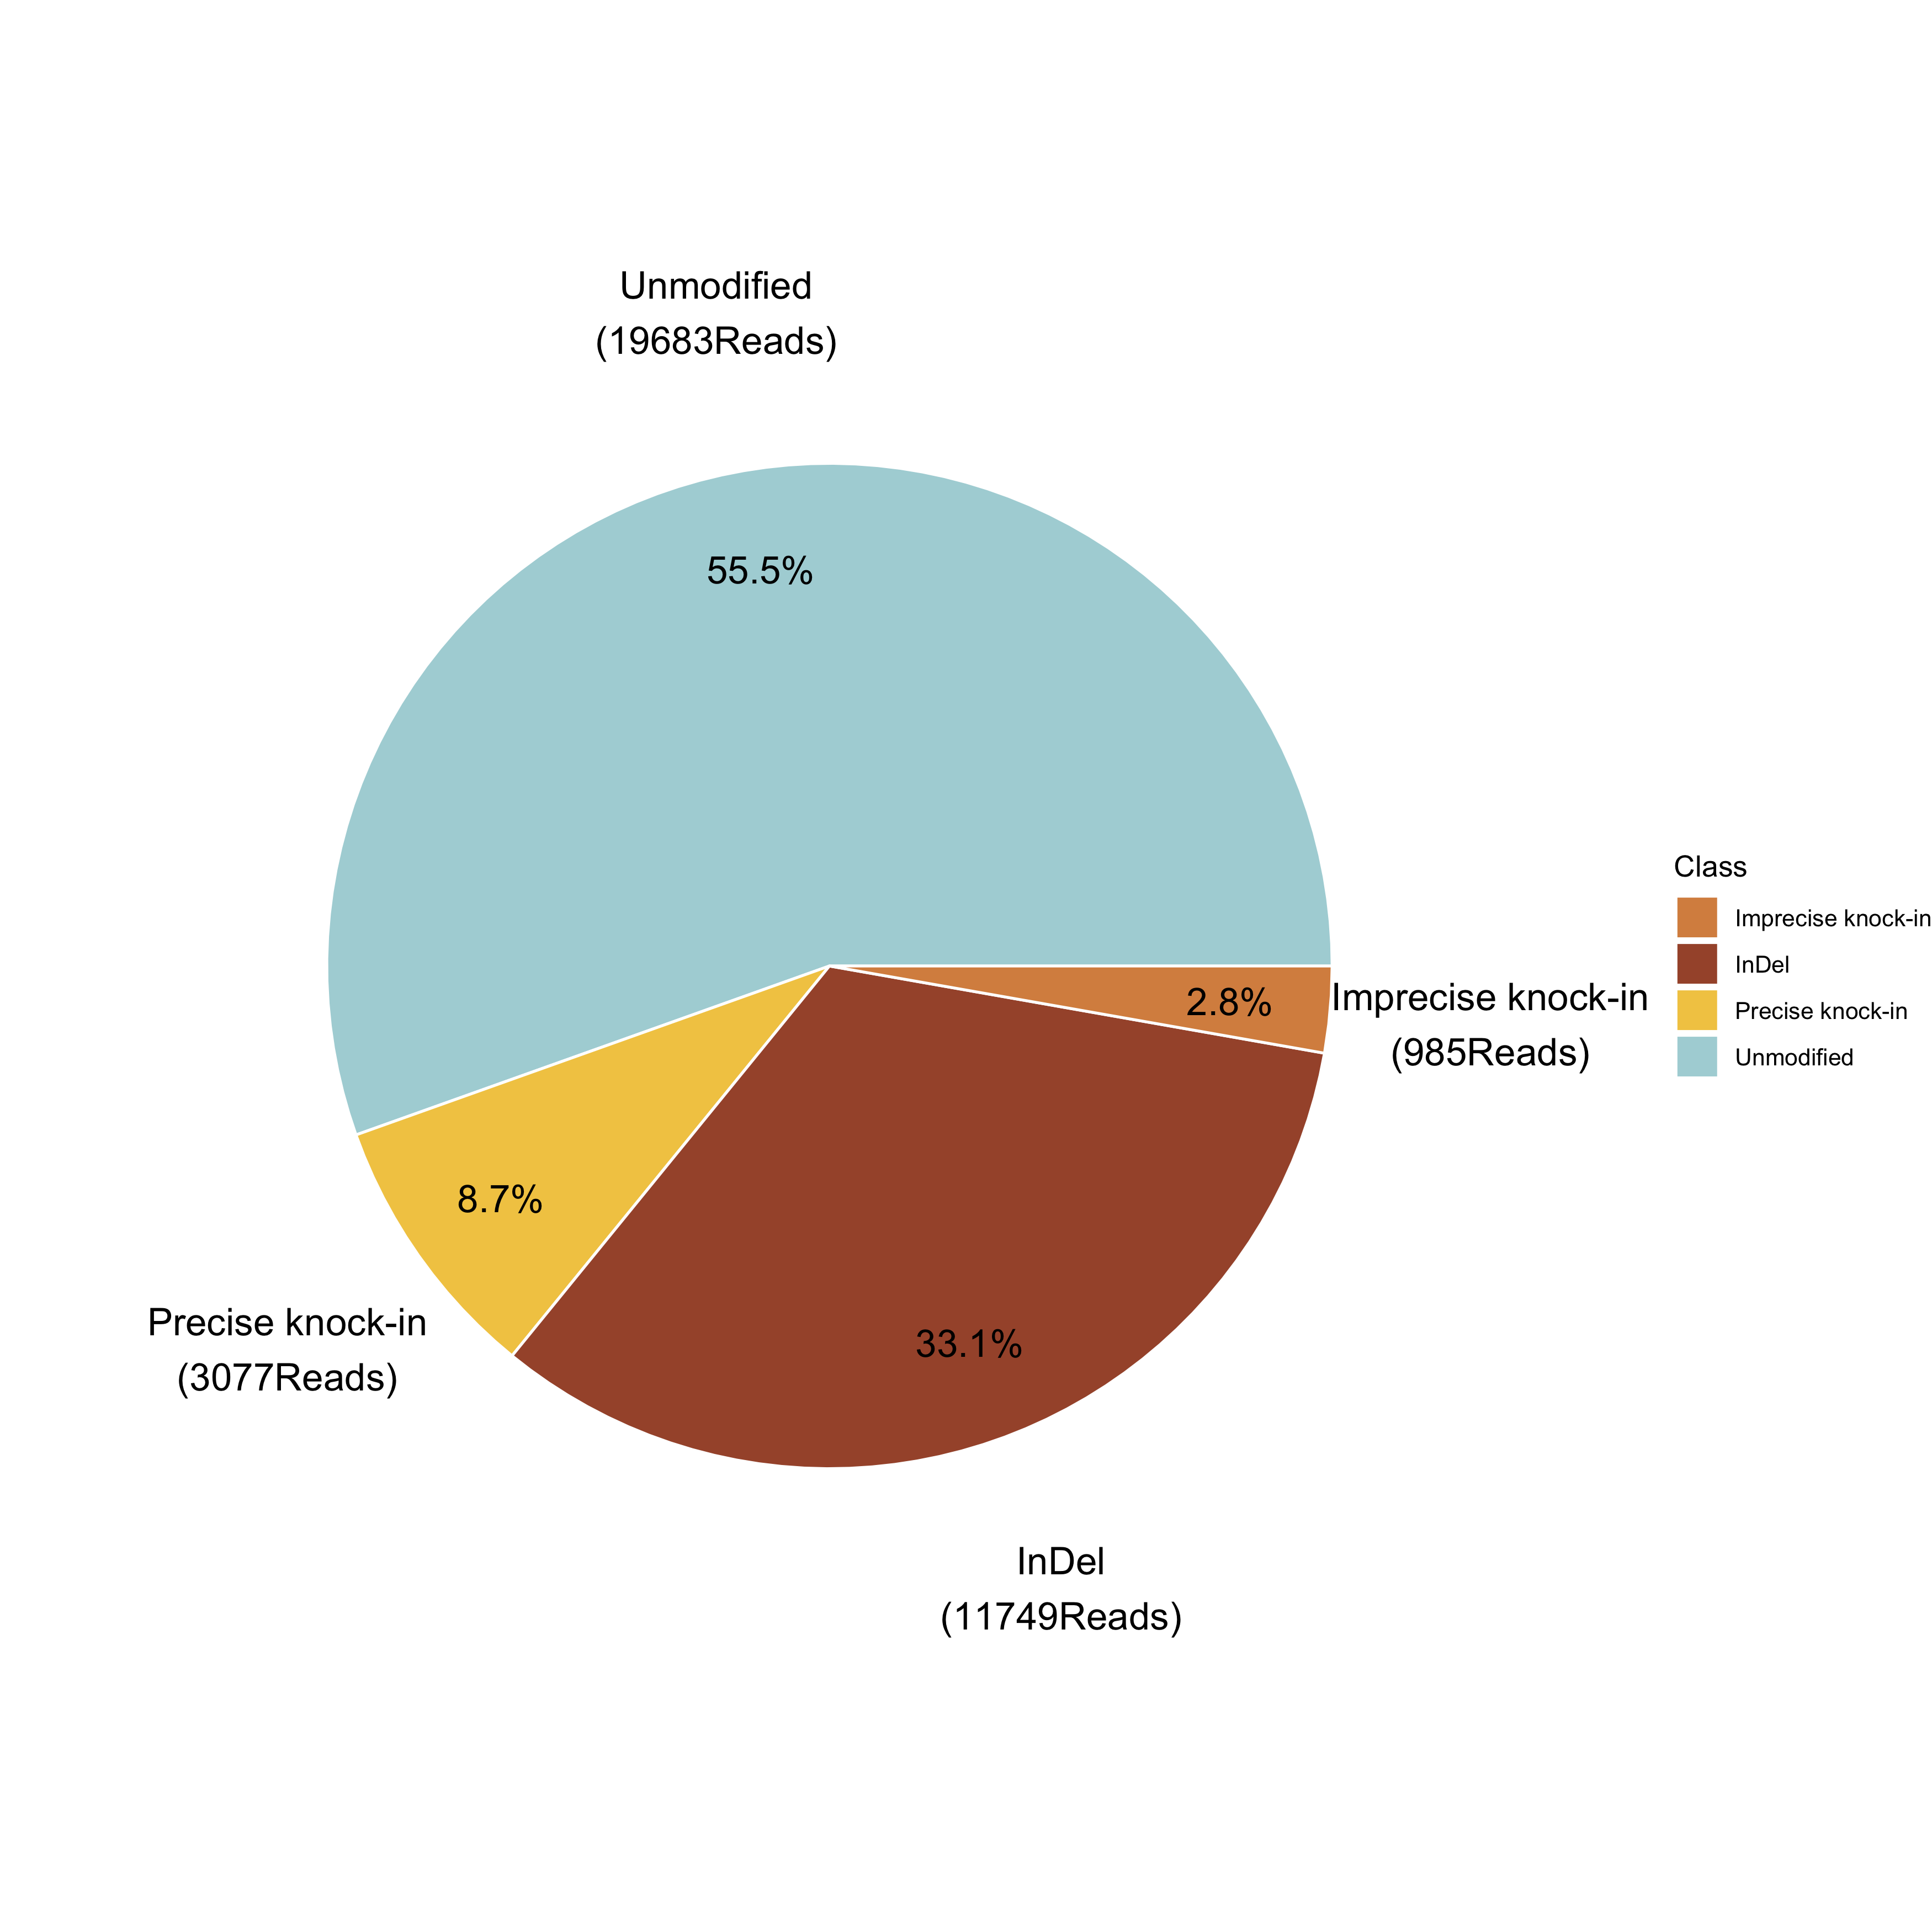 Unmodified
(19683Reads)
55.5%
2.8%
Imprecise knock-in
(985Reads)
8.7%
Precise knock-in
(3077Reads)
33.1%
InDel
(11749Reads)
Class
Imprecise knock-in
InDel
Precise knock-in
Unmodified